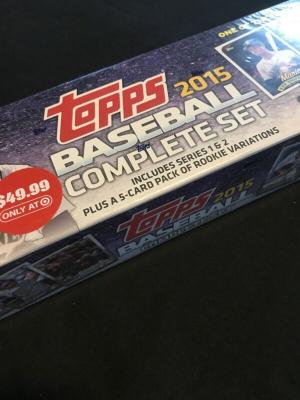 ONE O
topps
2015
BASEBALL
COMPLETE SET
INCLUDES SERIES 1 & 2
PLUS A 5-CARD PACK OF ROOKIE VARIATIONS
$49.99
ONLY AT
topps 2015
BASEBALL